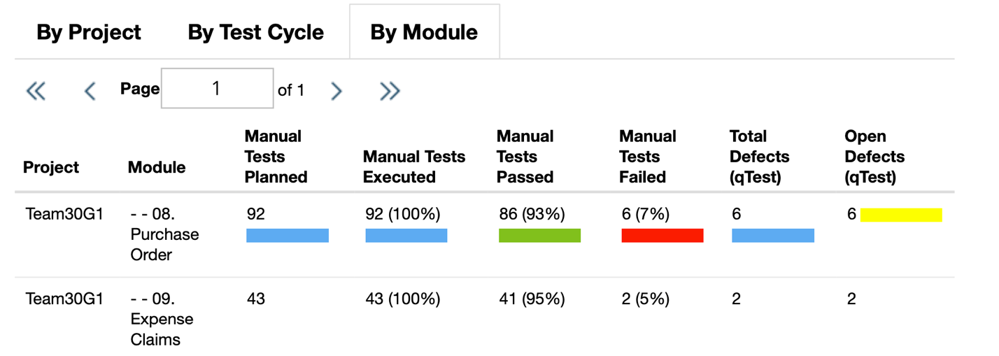 By Project By Test Cycle By Module
Page 1 of 1
Project Module Manual Tests Planned Manual Tests Executed Manual Tests Passed Manual Tests Failed Total Defects (qTest) Open Defects (qTest)
Team30G1 - - 08. Purchase Order 92 92 (100%) 86 (93%) 6 (7%) 6 6
Team30G1 - - 09. Expense Claims 43 43 (100%) 41 (95%) 2 (5%) 2 2